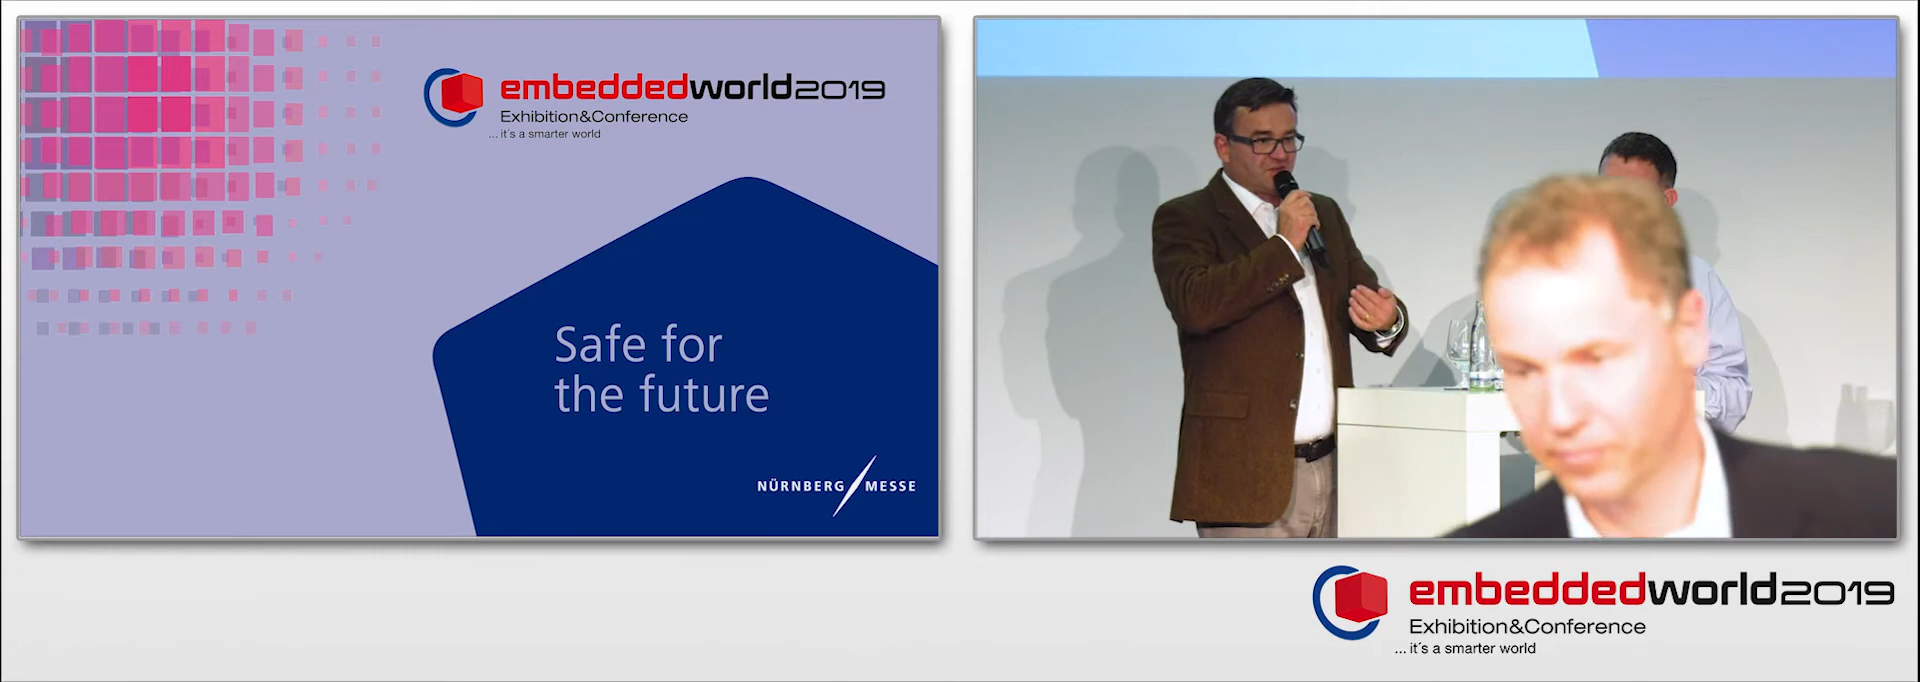 embeddedworld2019
Exhibition&Conference
... it´s a smarter world
Safe for
the future
NÜRNBERG MESSE
embeddedworld2019
Exhibition&Conference
... it´s a smarter world